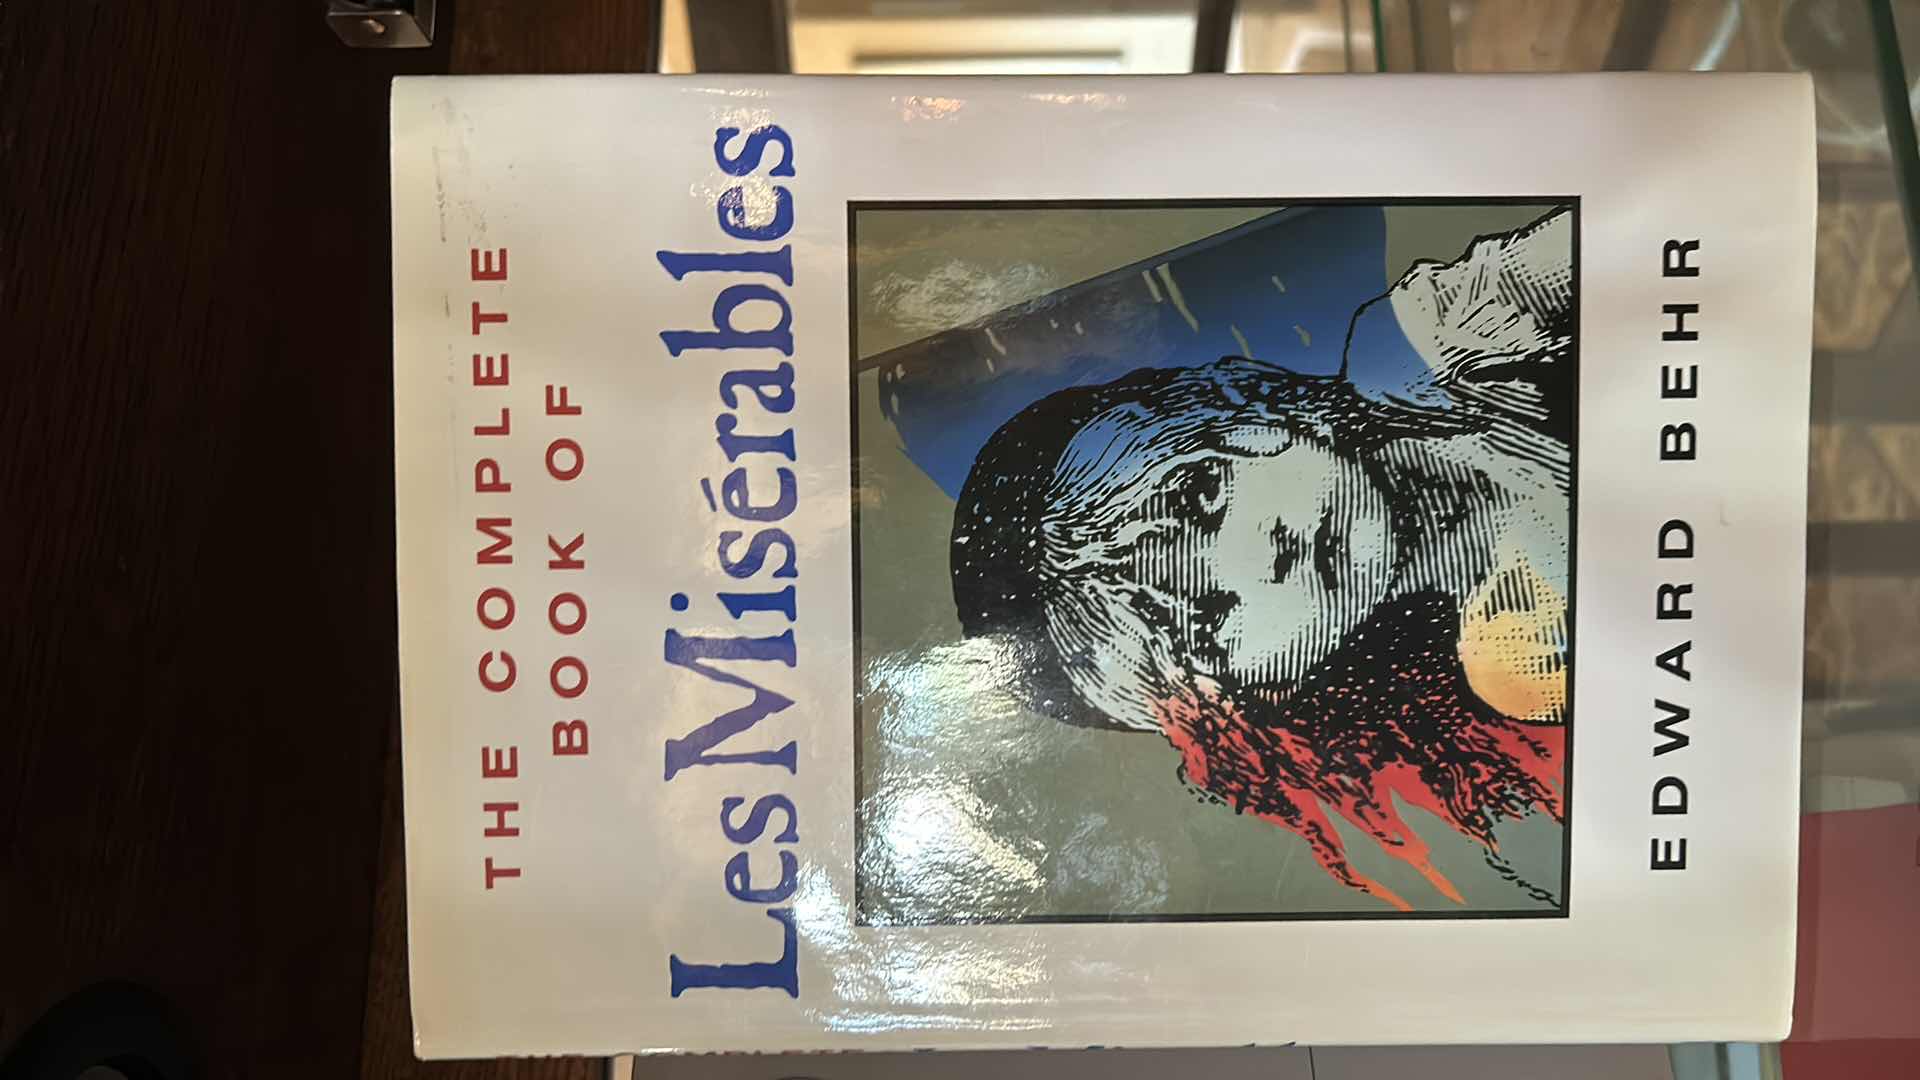 THE COMPLETE
BOOK OF
Les Misérables
EDWARD BEHR